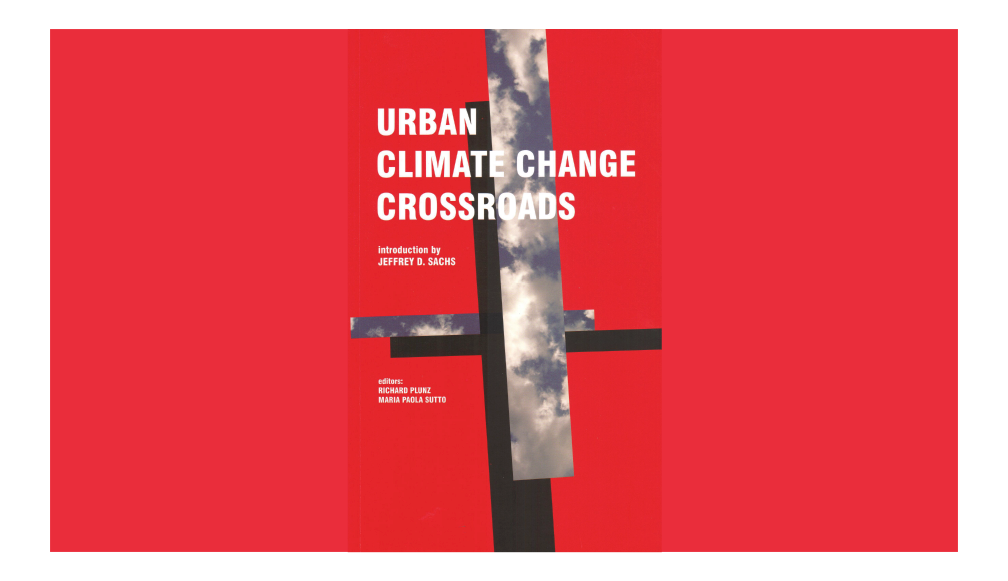 URBAN
CLIMATE CHANGE
CROSSROADS
introduction by
JEFFREY D. SACHS
editors:
RICHARD PLUNZ
MARIA PAOLA SUTTO